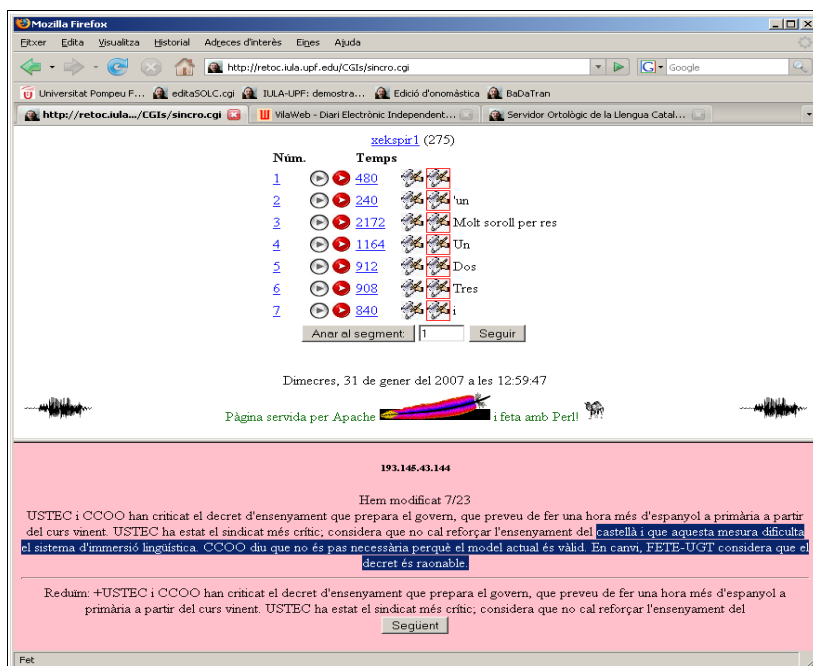 Mozilla Firefox
Fitxer Edita Visualitza Historial Adreces d'interès Eines Ajuda
http://retoc.iula.upf.edu/CGIs/sincro.cgi
G Google
Universitat Pompeu F... editaSOLC.cgi IULA-UPF: demostra... Edició d'onomàstica BaDaTran
http://retoc.iula.../CGIs/sincro.cgi VilaWeb - Diari Electrònic Independent... Servidor Ortològic de la Llengua Catal...
xekspir1 (275)
Núm. Temps
1 480
2 240 'un
3 2172 Molt soroll per res
4 1164 Un
5 912 Dos
6 908 Tres
7 840 i
Anar al segment: 1 Seguir
Dimecres, 31 de gener del 2007 a les 12:59:47
Pàgina servida per Apache i feta amb Perl!
193.145.43.144
Hem modificat 7/23
USTEC i CCOO han criticat el decret d'ensenyament que prepara el govern, que preveu de fer una hora més d'espanyol a primària a partir
del curs vinent. USTEC ha estat el sindicat més crític; considera que no cal reforçar l'ensenyament del castellà i que aquesta mesura dificulta
el sistema d'immersió lingüística. CCOO diu que no és pas necessària perquè el model actual és vàlid. En canvi, FETE-UGT considera que el
decret és raonable.
Reduïm: +USTEC i CCOO han criticat el decret d'ensenyament que prepara el govern, que preveu de fer una hora més d'espanyol a
primària a partir del curs vinent. USTEC ha estat el sindicat més crític; considera que no cal reforçar l'ensenyament del
Següent
Fet